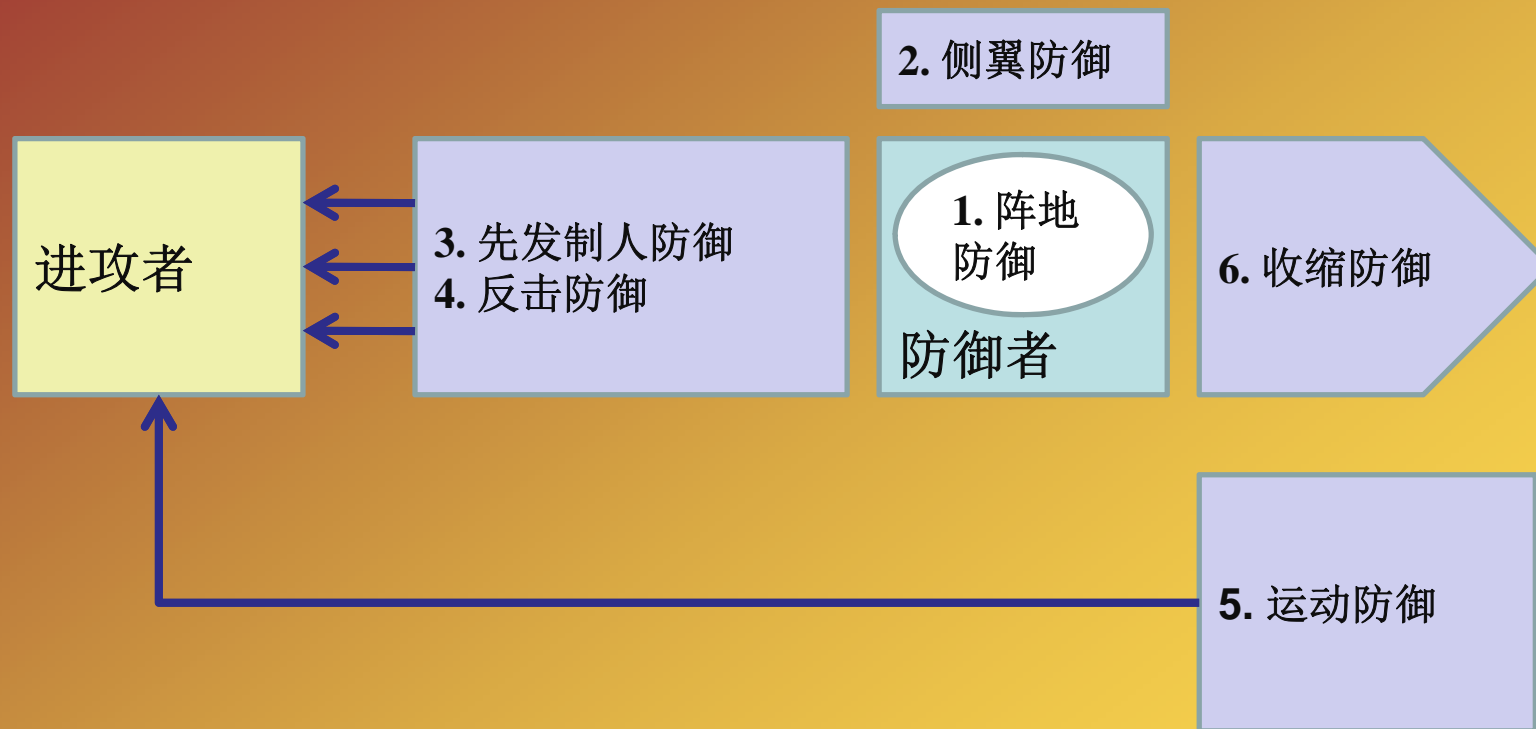 2. 侧翼防御
进攻者
3. 先发制人防御
4. 反击防御
1. 阵地
防御
防御者
6. 收缩防御
5. 运动防御